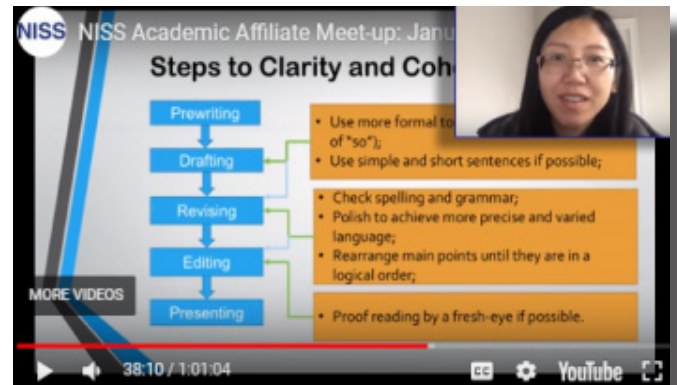 NISS NISS Academic Affiliate Meet-up: Janu
Steps to Clarity and Coh
Prewriting
Drafting
Revising
Editing
Presenting
• Use more formal to
of "so");
• Use simple and short sentences if possible;
• Check spelling and grammar;
• Polish to achieve more precise and varied
language;
• Rearrange main points until they are in a
logical order;
• Proof reading by a fresh-eye if possible.
MORE VIDEOS
38:10 / 1:01:04
CC
YouTube